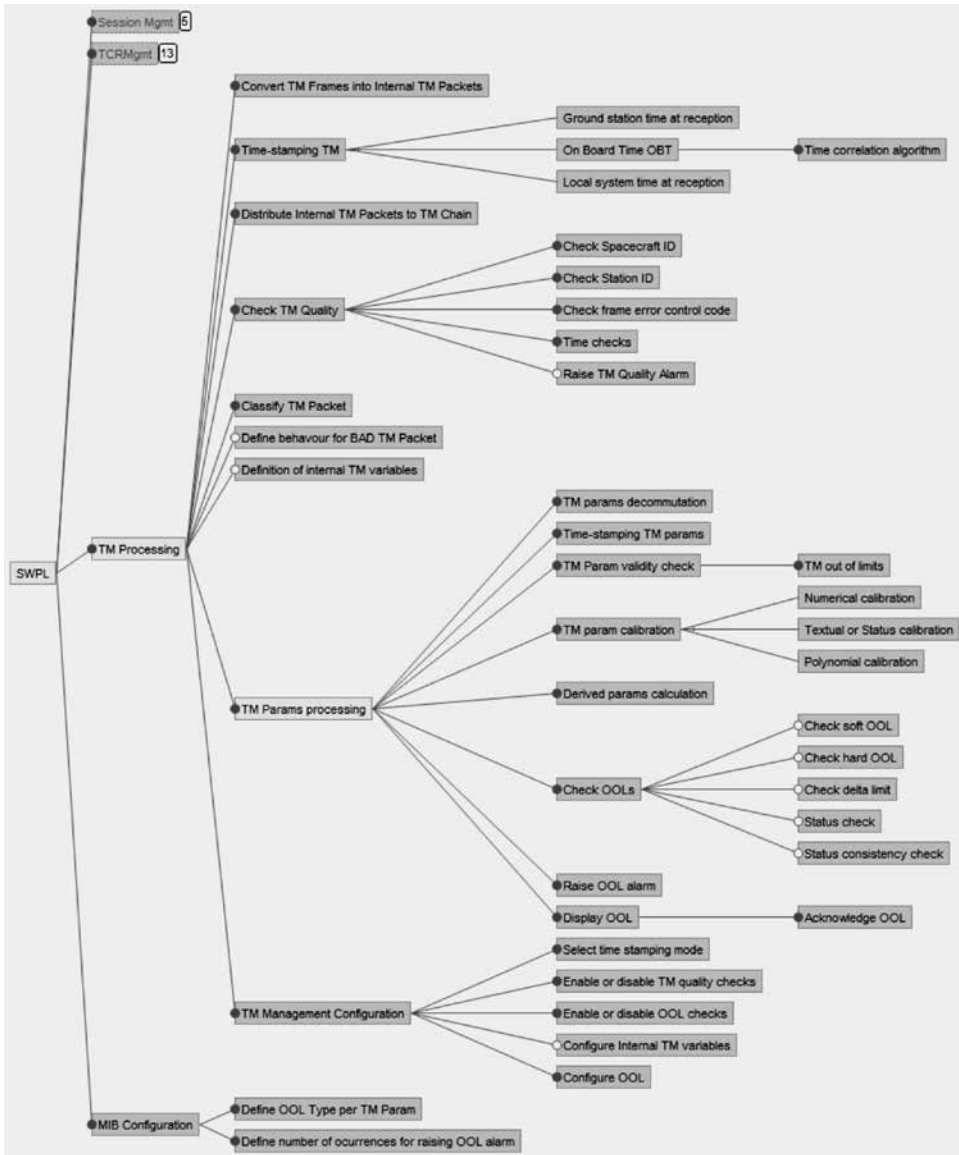 Session Mgmt 5
TCRMgmt 13
Convert TM Frames into Internal TM Packets
Ground station time at reception
Time-stamping TM
On Board Time OBT
Time correlation algorithm
Local system time at reception
Distribute Internal TM Packets to TM Chain
Check Spacecraft ID
Check Station ID
Check TM Quality
Check frame error control code
Time checks
Raise TM Quality Alarm
Classify TM Packet
Define behavour for BAD TM Packet
Definition of internal TM variables
TM params decommutation
Time-stamping TM params
TM Processing
SWPL
TM Param validity check
TM out of limits
Numerical calibration
TM param calibration
Textual or Status calibration
Polynomial calibration
Derived params calculation
TM Params processing
Check soft OOL
Check hard OOL
Check OOLs
Check delta limit
Status check
Status consistency check
Raise OOL alarm
Display OOL
Acknowledge OOL
Select time stamping mode
Enable or disable TM quality checks
TM Management Configuration
Enable or disable OOL checks
Configure Internal TM variables
Configure OOL
Define OOL Type per TM Param
MIB Configuration
Define number of ocurrences for raising OOL alarm